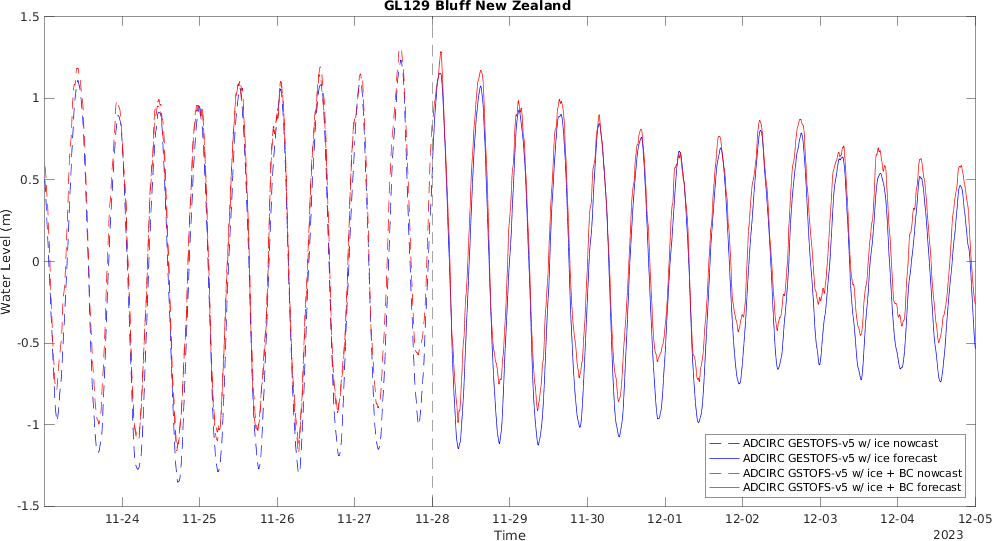 GL129 Bluff New Zealand
1.5
1
0.5
0
-0.5
-1
-1.5
Water Level (m)
ADCIRC GESTOFS-v5 w/ ice nowcast
ADCIRC GESTOFS-v5 w/ ice forecast
ADCIRC GSTOFS-v5 w/ ice + BC nowcast
ADCIRC GSTOFS-v5 w/ ice + BC forecast
11-24 11-25 11-26 11-27 11-28 11-29 11-30 12-01 12-02 12-03 12-04 12-05
Time
2023